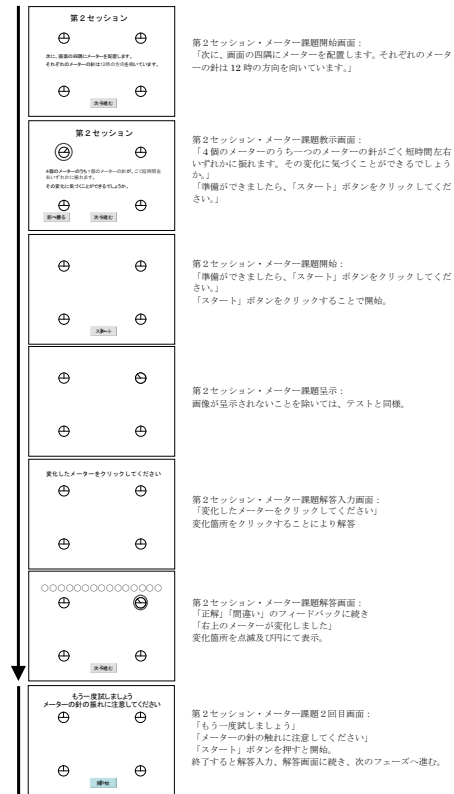 第２セッション
次に、画面の四隅にメーターを配置します。
それぞれのメーターの針は12時の方向を向いています。
次へ進む
第２セッション・メーター課題開始画面：
「次に、画面の四隅にメーターを配置します。それぞれのメータ
ーの針は 12 時の方向を向いています。」
第２セッション
4個のメーターのうち1個のメーターの針が、ごく短時間左
右いずれかに振れます。
その変化に気づくことができるでしょうか。
前へ戻る
次へ進む
第２セッション・メーター課題教示画面：
「４個のメーターのうち一つのメーターの針がごく短時間左右
いずれかに振れます。その変化に気づくことができるでしょう
か。」
「準備ができましたら、「スタート」ボタンをクリックしてくだ
さい。」
スタート
第２セッション・メーター課題開始：
「準備ができましたら、「スタート」ボタンをクリックしてくだ
さい。」
「スタート」ボタンをクリックすることで開始。
第２セッション・メーター課題呈示：
画像が呈示されないことを除いては、テストと同様。
変化したメーターをクリックしてください
第２セッション・メーター課題解答入力画面：
「変化したメーターをクリックしてください」
変化箇所をクリックすることにより解答
〇〇〇〇〇〇〇〇〇〇〇〇〇〇〇
次へ進む
第２セッション・メーター課題解答画面：
「正解」「間違い」のフィードバックに続き
「右上のメーターが変化しました」
変化箇所を点滅及び円にて表示。
もう一度試しましょう
メーターの針の振れに注意してください
第２セッション・メーター課題２回目画面：
「もう一度試しましょう」
「メーターの針の触れに注意してください」
「スタート」ボタンを押すと開始。
終了すると解答入力、解答画面に続き、次のフェーズへ進む。